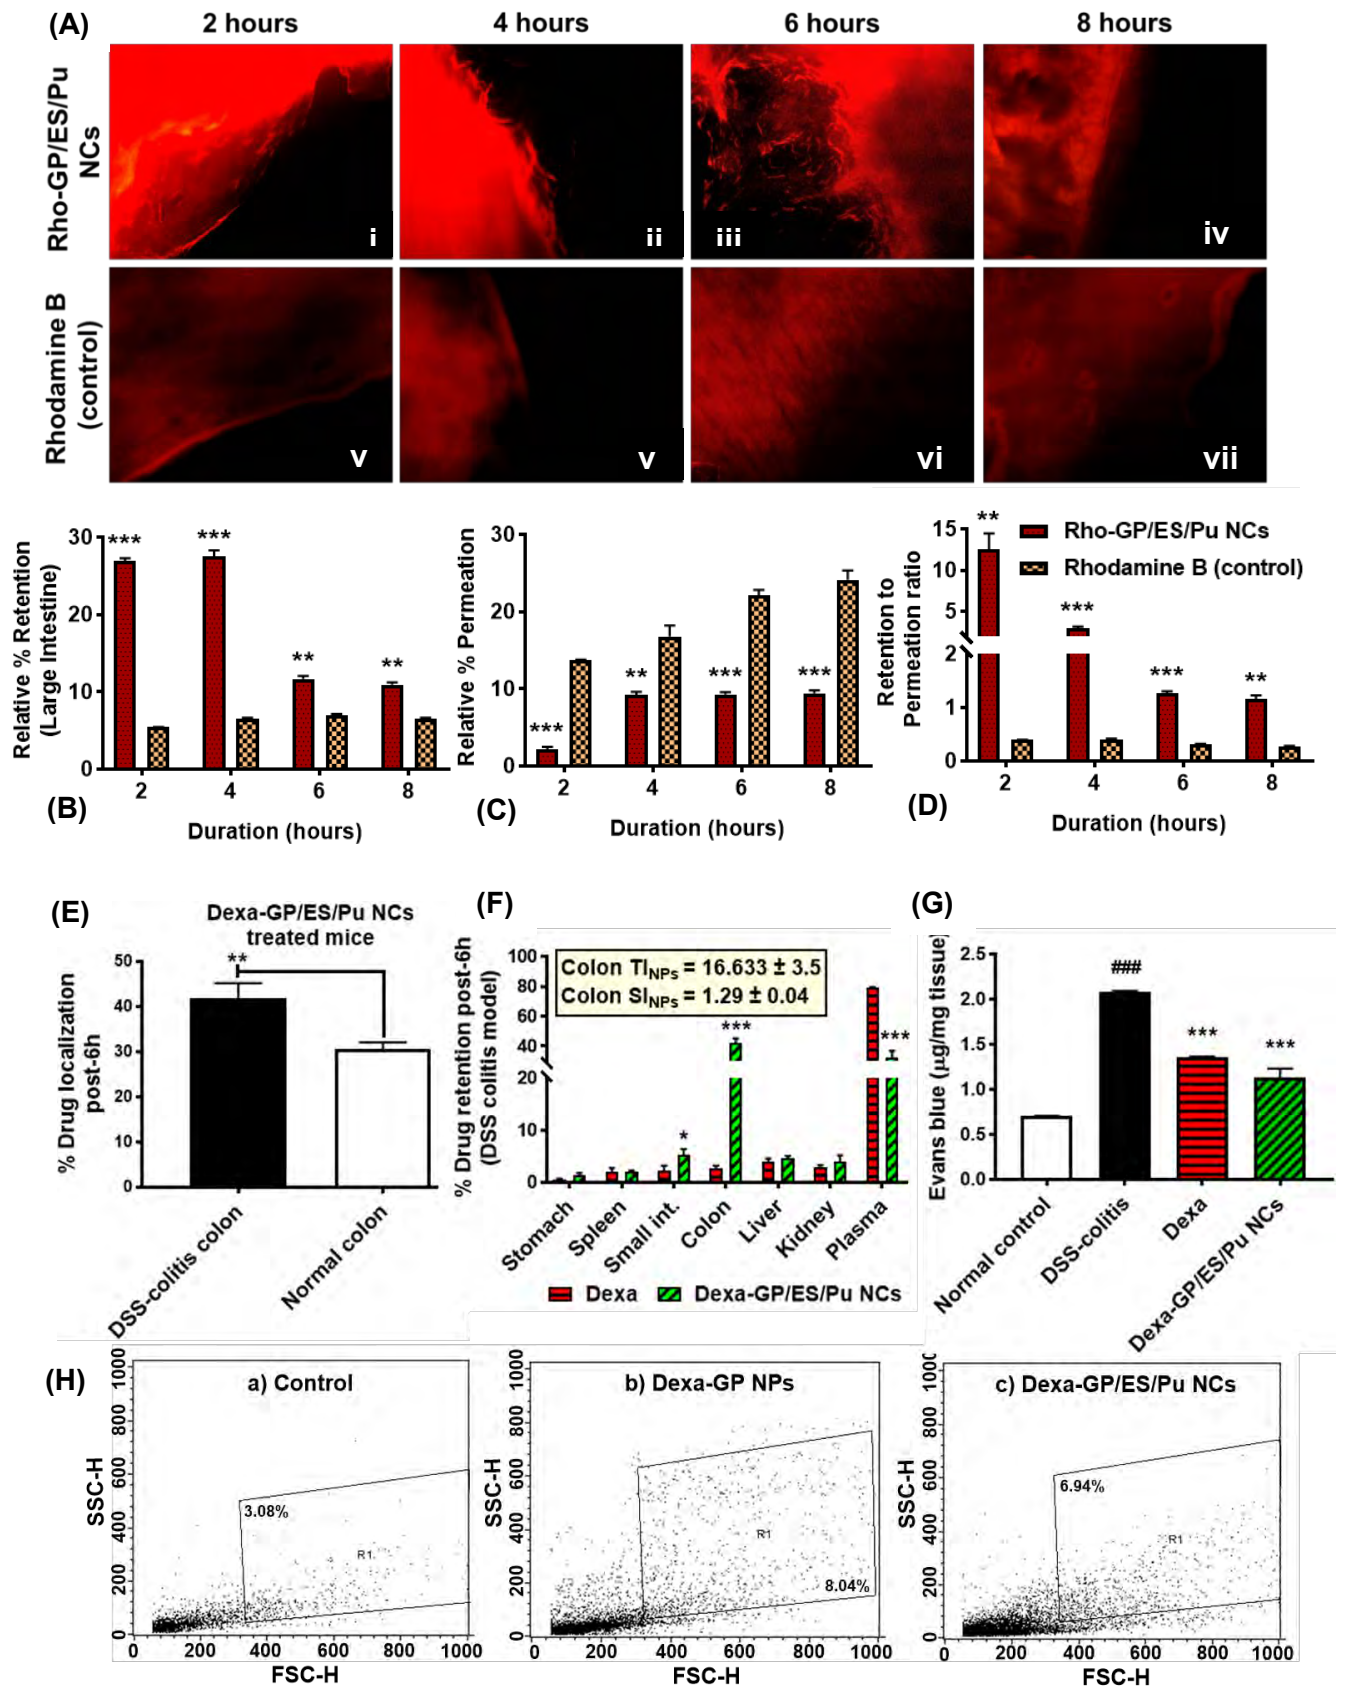 (A) 2 hours 4 hours 6 hours 8 hours
Rho-GP/ES/Pu
NCs
i ii iii iv
Rhodamine B
(control)
v v vi vii
Relative % Retention
(Large Intestine)
30
20
10
0
*** *** ** **
2 4 6 8
(B)
Duration (hours)
Relative % Permeation
30
20
10
0
*** ** *** ***
2 4 6 8
(C)
Duration (hours)
Retention to
Permeation ratio
15
10
5
2
1
0
** *** *** **
Rho-GP/ES/Pu NCs
Rhodamine B (control)
2 4 6 8
(D)
Duration (hours)
(E)
Dexa-GP/ES/Pu NCs
treated mice
% Drug localization
post-6h
50
40
30
20
10
0
**
DSS-colitis colon
Normal colon
(F)
% Drug retention post-6h
(DSS colitis model)
100
80
60
40
20
10
0
Colon TINPs = 16.633 ± 3.5
Colon SINPs = 1.29 ± 0.04
* *** ***
Stomach
Spleen
Small int.
Colon
Liver
Kidney
Plasma
Dexa Dexa-GP/ES/Pu NCs
(G)
Evans blue (µg/mg tissue)
2.5
2.0
1.5
1.0
0.5
0.0
### *** ***
Normal control
DSS-colitis
Dexa
Dexa-GP/ES/Pu NCs
(H)
a) Control
SSC-H
1000
800
600
400
200
0
3.08%
R1
0 200 400 600 800 1000
FSC-H
b) Dexa-GP NPs
SSC-H
1000
800
600
400
200
0
R1
8.04%
0 200 400 600 800 1000
FSC-H
c) Dexa-GP/ES/Pu NCs
SSC-H
1000
800
600
400
200
0
6.94%
R1
0 200 400 600 800 1000
FSC-H